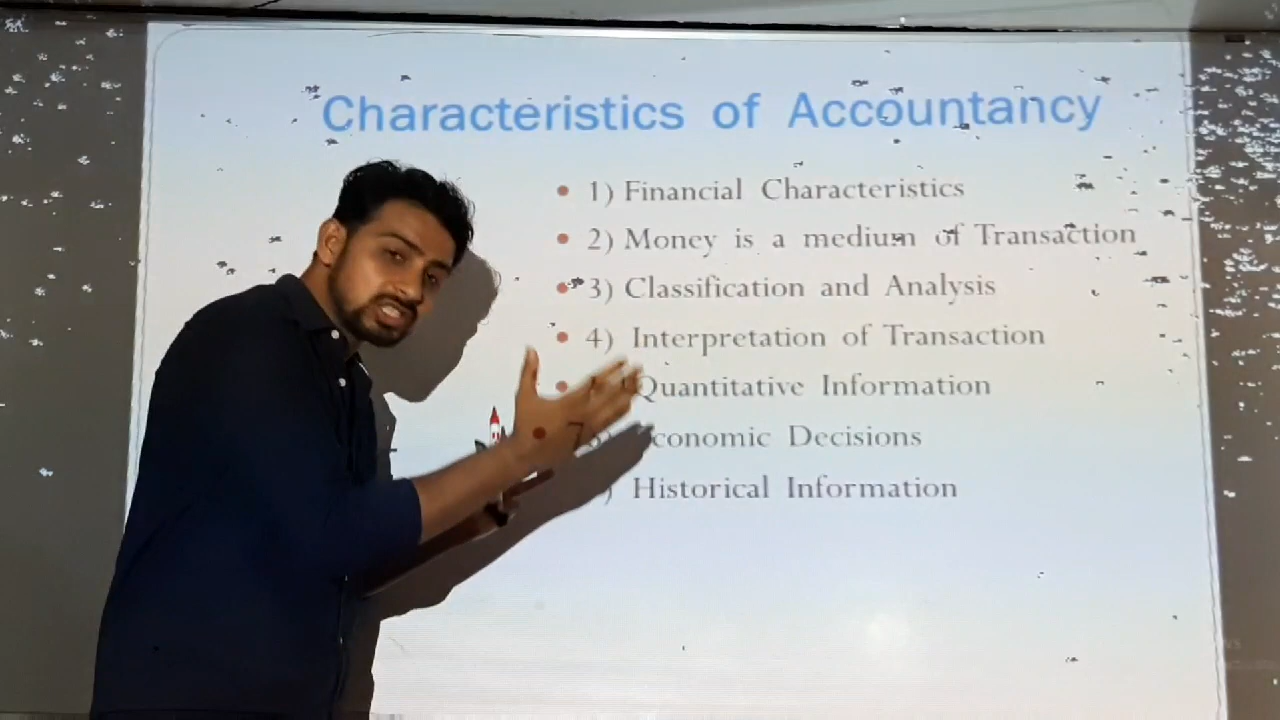 Characteristics of Accountancy
1) Financial Characteristics
2) Money is a medium of Transaction
3) Classification and Analysis
4) Interpretation of Transaction
Quantitative Information
Economic Decisions
Historical Information